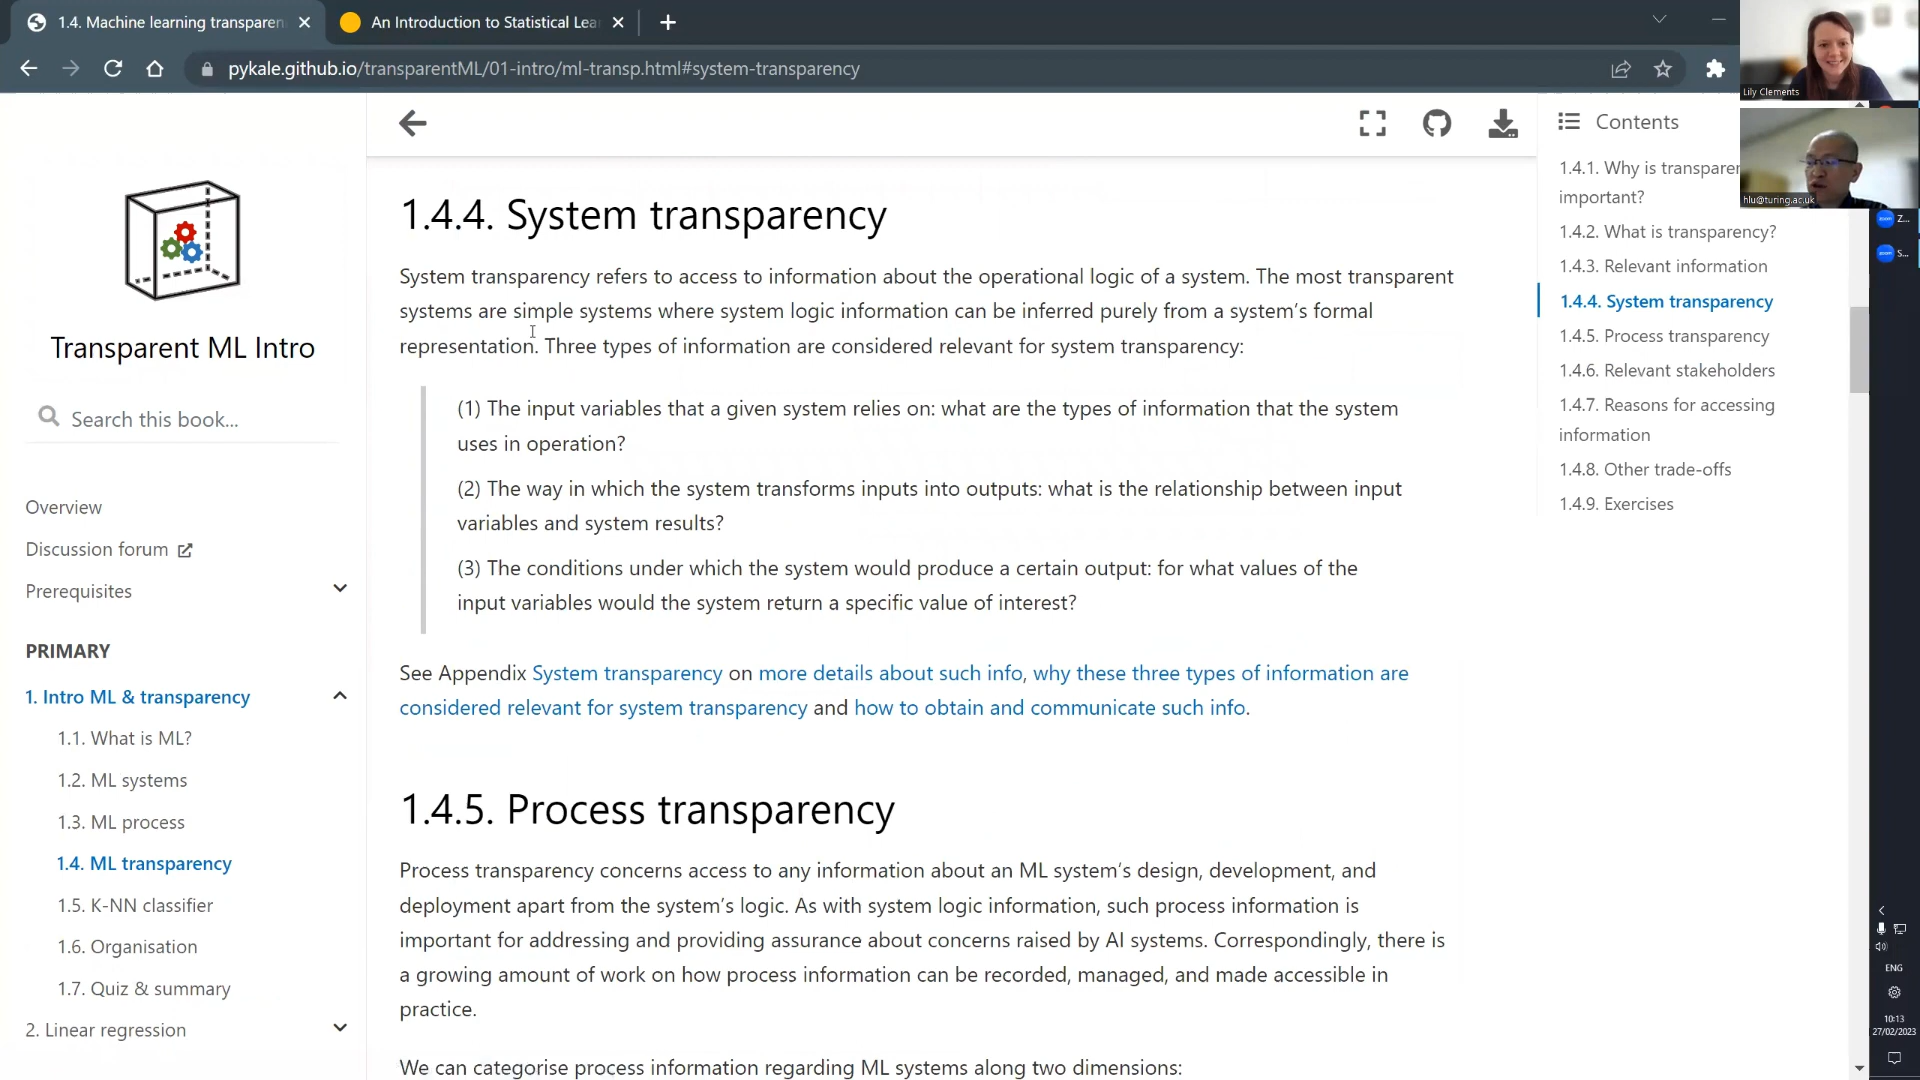 1.4. Machine learning transparen
An Introduction to Statistical Lea
pykale.github.io/transparentML/01-intro/ml-transp.html#system-transparency
Lily Clements
hlu@turing.ac.uk
Z...
S...
Transparent ML Intro
Search this book...
Overview
Discussion forum
Prerequisites
PRIMARY
1. Intro ML & transparency
1.1. What is ML?
1.2. ML systems
1.3. ML process
1.4. ML transparency
1.5. K-NN classifier
1.6. Organisation
1.7. Quiz & summary
2. Linear regression
1.4.4. System transparency
System transparency refers to access to information about the operational logic of a system. The most transparent
systems are simple systems where system logic information can be inferred purely from a system’s formal
representation. Three types of information are considered relevant for system transparency:
(1) The input variables that a given system relies on: what are the types of information that the system
uses in operation?
(2) The way in which the system transforms inputs into outputs: what is the relationship between input
variables and system results?
(3) The conditions under which the system would produce a certain output: for what values of the
input variables would the system return a specific value of interest?
See Appendix System transparency on more details about such info, why these three types of information are
considered relevant for system transparency and how to obtain and communicate such info.
1.4.5. Process transparency
Process transparency concerns access to any information about an ML system’s design, development, and
deployment apart from the system’s logic. As with system logic information, such process information is
important for addressing and providing assurance about concerns raised by AI systems. Correspondingly, there is
a growing amount of work on how process information can be recorded, managed, and made accessible in
practice.
We can categorise process information regarding ML systems along two dimensions:
Contents
1.4.1. Why is transparen
important?
1.4.2. What is transparency?
1.4.3. Relevant information
1.4.4. System transparency
1.4.5. Process transparency
1.4.6. Relevant stakeholders
1.4.7. Reasons for accessing
information
1.4.8. Other trade-offs
1.4.9. Exercises
ENG
10:13
27/02/2023